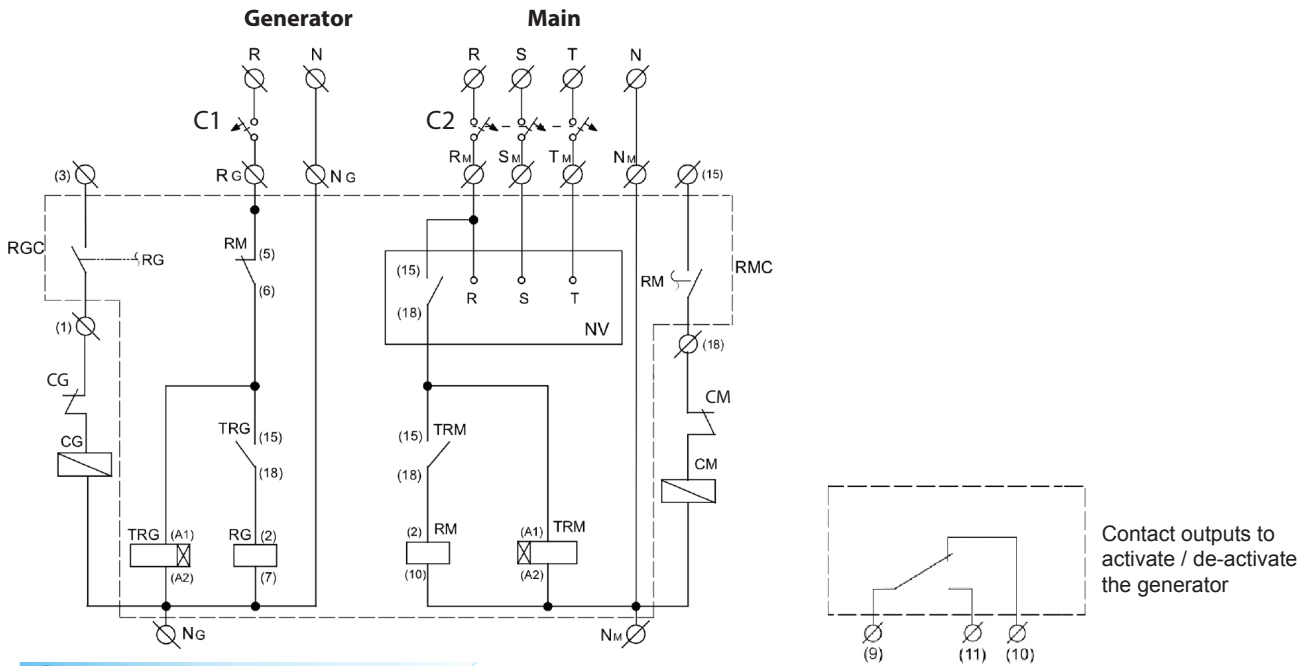 Generator Main
R N R S T N
C1 C2
RM SM TM NM
(3) RG NG (15)
RGC RG RM (5) RM RMC
(6) (15) R S T
(18) NV
(1) (18)
CG CM
TRG (15) (15) TRM
CG (18) (18) CM
TRG (A1) RG (2) (2) RM (A1) TRM
(A2) (7) (10) (A2)
NG NM
Contact outputs to
activate / de-activate
the generator
(9) (11) (10)